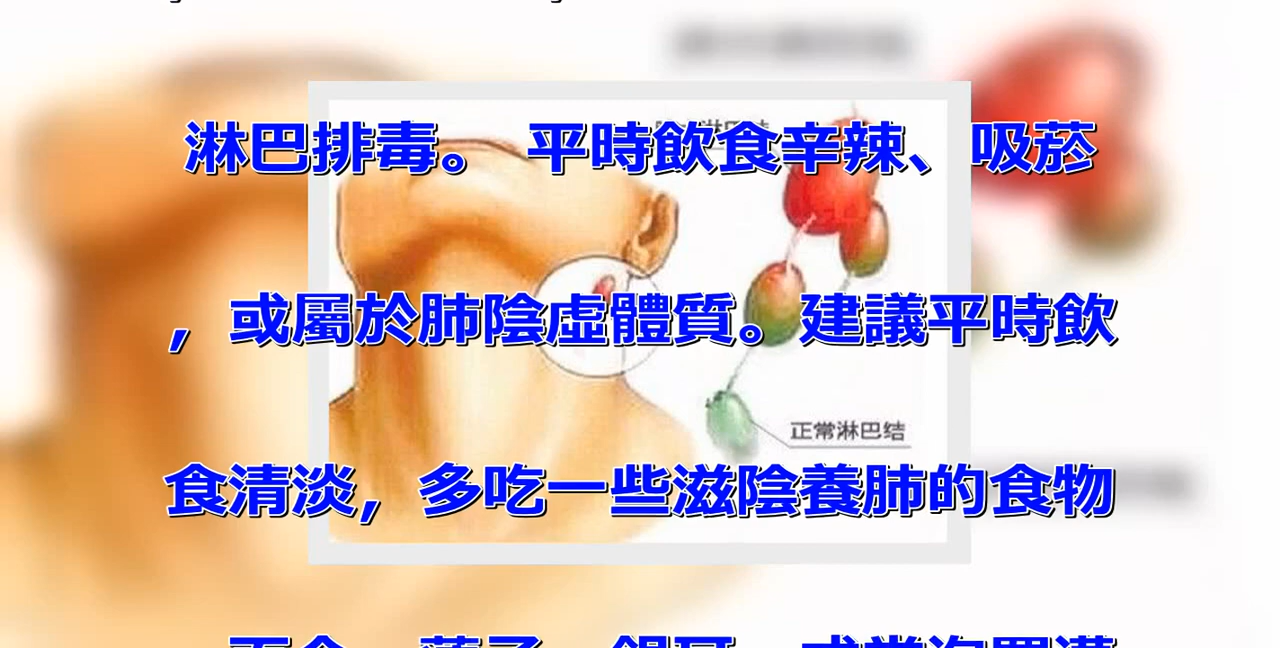 淋巴排毒。 平時飲食辛辣、吸菸
，或屬於肺陰虛體質。建議平時飲
正常淋巴结
食清淡，多吃一些滋陰養肺的食物